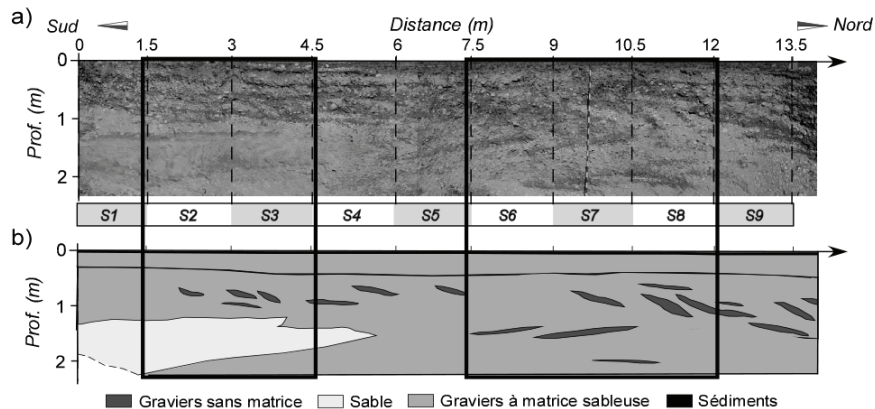 a)
Sud
Distance (m)
Nord
0 1.5 3 4.5 6 7.5 9 10.5 12 13.5
Prof. (m)
0
1
2
S1 S2 S3 S4 S5 S6 S7 S8 S9
b)
Prof. (m)
0
1
2
Graviers sans matrice Sable Graviers à matrice sableuse Sédiments